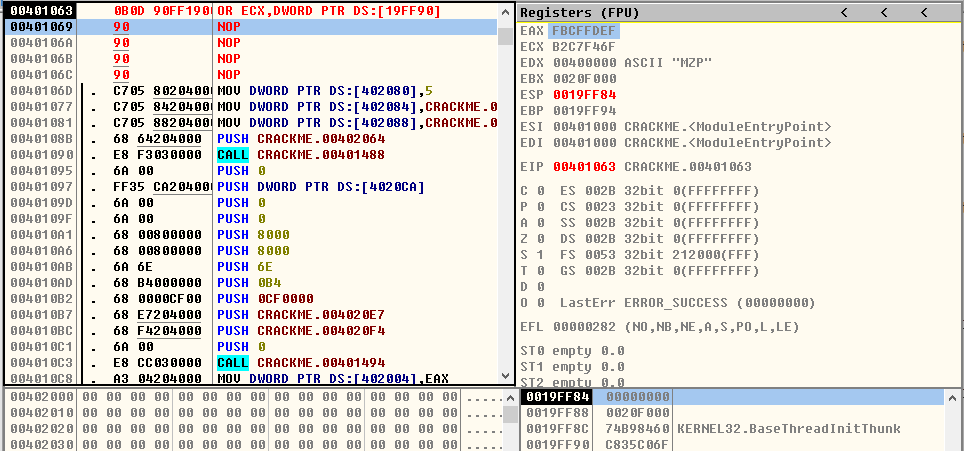 00401063 0B0D 90FF1900 OR ECX,DWORD PTR DS:[19FF90]
00401069 90 NOP
0040106A 90 NOP
0040106B 90 NOP
0040106C 90 NOP
0040106D . C705 80204000 MOV DWORD PTR DS:[402080],5
00401077 . C705 84204000 MOV DWORD PTR DS:[402084],CRACKME.0
00401081 . C705 88204000 MOV DWORD PTR DS:[402088],CRACKME.0
0040108B . 68 64204000 PUSH CRACKME.00402064
00401090 . E8 F3030000 CALL CRACKME.00401488
00401095 . 6A 00 PUSH 0
00401097 . FF35 CA204000 PUSH DWORD PTR DS:[4020CA]
0040109D . 6A 00 PUSH 0
0040109F . 6A 00 PUSH 0
004010A1 . 68 00800000 PUSH 8000
004010A6 . 68 00800000 PUSH 8000
004010AB . 6A 6E PUSH 6E
004010AD . 68 B4000000 PUSH 0B4
004010B2 . 68 0000CF00 PUSH 0CF0000
004010B7 . 68 E7204000 PUSH CRACKME.004020E7
004010BC . 68 F4204000 PUSH CRACKME.004020F4
004010C1 . 6A 00 PUSH 0
004010C3 . E8 CC030000 CALL CRACKME.00401494
004010C8 . A3 04204000 MOV DWORD PTR DS:[402004],EAX
Registers (FPU) < < <
EAX FBCFFDEF
ECX B2C7F46F
EDX 00400000 ASCII "MZP"
EBX 0020F000
ESP 0019FF84
EBP 0019FF94
ESI 00401000 CRACKME.<ModuleEntryPoint>
EDI 00401000 CRACKME.<ModuleEntryPoint>
EIP 00401063 CRACKME.00401063
C 0 ES 002B 32bit 0(FFFFFFFF)
P 0 CS 0023 32bit 0(FFFFFFFF)
A 0 SS 002B 32bit 0(FFFFFFFF)
Z 0 DS 002B 32bit 0(FFFFFFFF)
S 1 FS 0053 32bit 212000(FFF)
T 0 GS 002B 32bit 0(FFFFFFFF)
D 0
O 0 LastErr ERROR_SUCCESS (00000000)
EFL 00000282 (NO,NB,NE,A,S,PO,L,LE)
ST0 empty 0.0
ST1 empty 0.0
ST2 empty 0.0
00402000 00 00 00 00 00 00 00 00 00 00 00 00 00 00 00 00 .....
00402010 00 00 00 00 00 00 00 00 00 00 00 00 00 00 00 00 .....
00402020 00 00 00 00 00 00 00 00 00 00 00 00 00 00 00 00 .....
00402030 00 00 00 00 00 00 00 00 00 00 00 00 00 00 00 00 .....
0019FF84 00000000
0019FF88 0020F000
0019FF8C 74B98460 KERNEL32.BaseThreadInitThunk
0019FF90 C835C06F